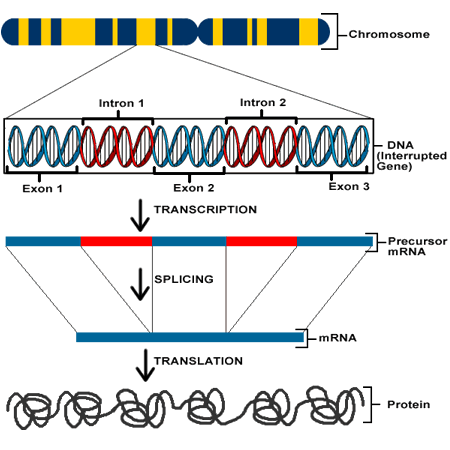 Chromosome
Intron 1
Intron 2
DNA
(Interrupted
Gene)
Exon 1
Exon 2
Exon 3
TRANSCRIPTION
Precursor
mRNA
SPLICING
mRNA
TRANSLATION
Protein